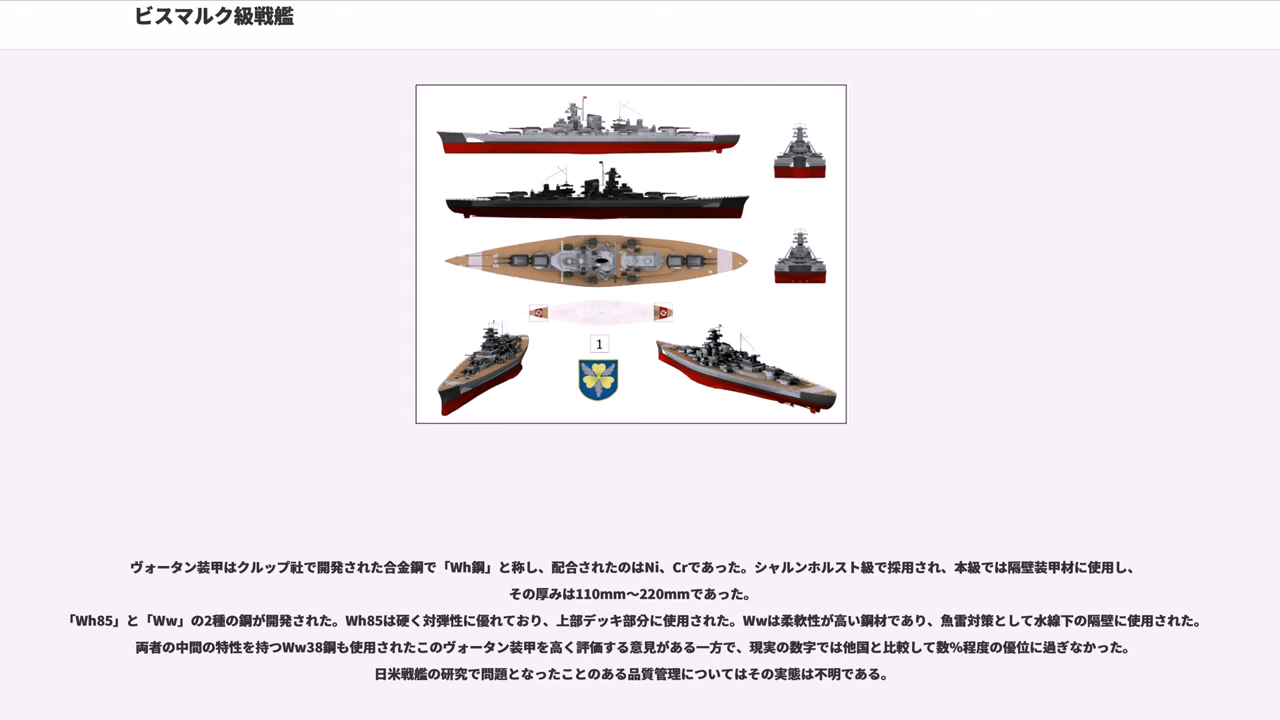 ビスマルク級戦艦
1
ヴォータン装甲はクルップ社で開発された合金鋼で「Wh鋼」と称し、配合されたのはNi、Crであった。シャルンホルスト級で採用され、本級では隔壁装甲材に使用し、
その厚みは110mm〜220mmであった。
「Wh85」と「Ww」の2種の鋼が開発された。Wh85は硬く対弾性に優れており、上部デッキ部分に使用された。Wwは柔軟性が高い鋼材であり、魚雷対策として水線下の隔壁に使用された。
両者の中間の特性を持つWw38鋼も使用されたこのヴォータン装甲を高く評価する意見がある一方で、現実の数字では他国と比較して数%程度の優位に過ぎなかった。
日米戦艦の研究で問題となったことのある品質管理についてはその実態は不明である。